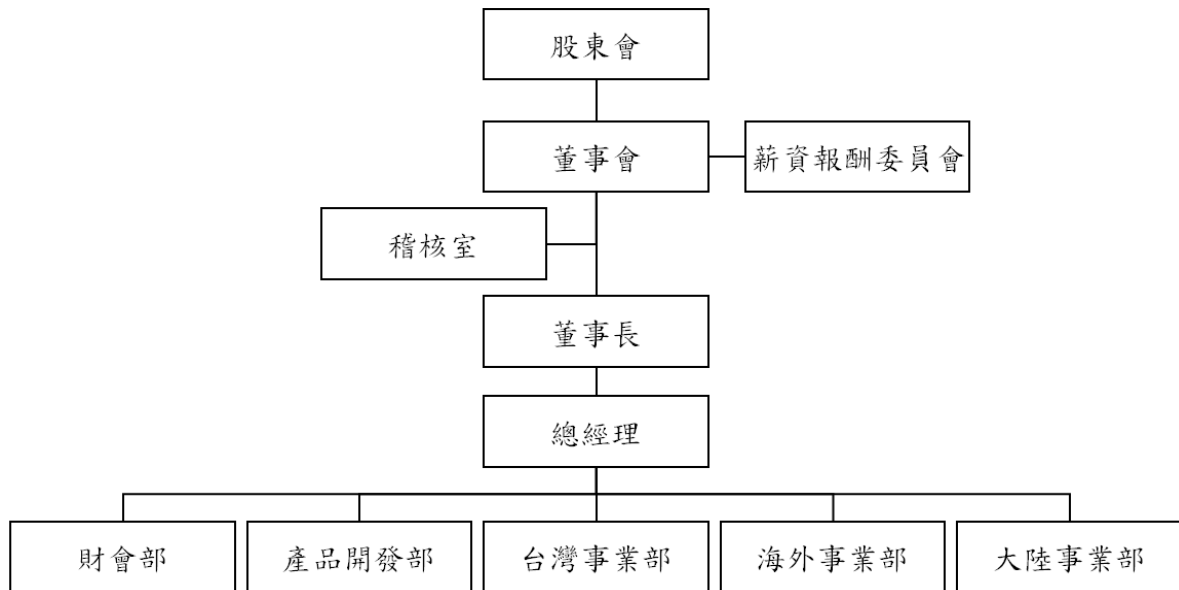 股東會
董事會
薪資報酬委員會
稽核室
董事長
總經理
財會部
產品開發部
台灣事業部
海外事業部
大陸事業部